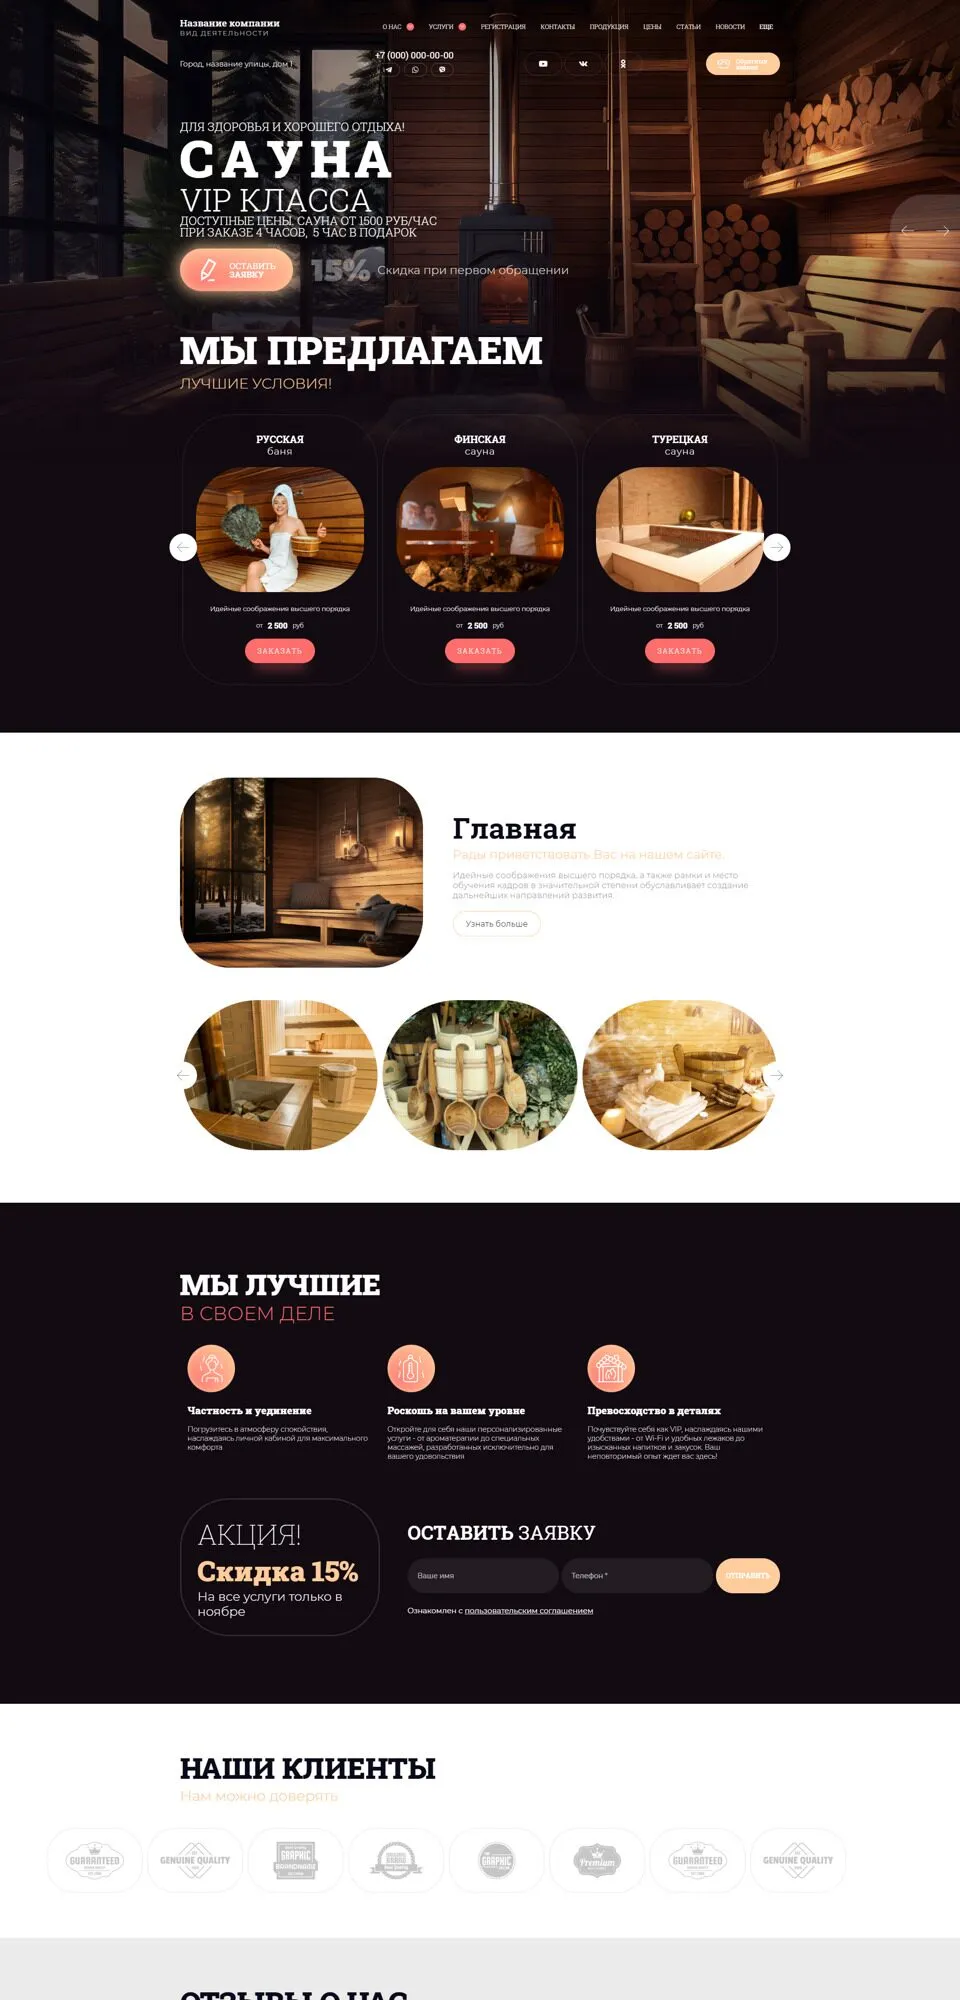 Название компании
ВИД ДЕЯТЕЛЬНОСТИ
О НАС
УСЛУГИ
РЕГИСТРАЦИЯ
КОНТАКТЫ
ПРОДУКЦИЯ
ЦЕНЫ
СТАТЬИ
НОВОСТИ
ЕЩЕ
Город, название улицы, дом 1
+7 (000) 000-00-00
Обратный звонок
ДЛЯ ЗДОРОВЬЯ И ХОРОШЕГО ОТДЫХА!
САУНА
VIP КЛАССА
ДОСТУПНЫЕ ЦЕНЫ. САУНА ОТ 1500 РУБ/ЧАС
ПРИ ЗАКАЗЕ 4 ЧАСОВ, 5 ЧАС В ПОДАРОК
ОСТАВИТЬ
ЗАЯВКУ
15% Скидка при первом обращении
МЫ ПРЕДЛАГАЕМ
ЛУЧШИЕ УСЛОВИЯ!
РУССКАЯ
баня
Идейные соображения высшего порядка
от 2 500 руб
ЗАКАЗАТЬ
ФИНСКАЯ
сауна
Идейные соображения высшего порядка
от 2 500 руб
ЗАКАЗАТЬ
ТУРЕЦКАЯ
сауна
Идейные соображения высшего порядка
от 2 500 руб
ЗАКАЗАТЬ
Главная
Рады приветствовать Вас на нашем сайте.
Идейные соображения высшего порядка, а также рамки и место
обучения кадров в значительной степени обуславливает создание
дальнейших направлений развития.
Узнать больше
МЫ ЛУЧШИЕ
В СВОЕМ ДЕЛЕ
Частность и уединение
Погрузитесь в атмосферу спокойствия,
наслаждаясь личной кабиной для максимального
комфорта
Роскошь на вашем уровне
Откройте для себя наши персонализированные
услуги - от ароматерапии до специальных
массажей, разработанных исключительно для
вашего удовольствия
Превосходство в деталях
Почувствуйте себя как VIP, наслаждаясь нашими
удобствами - от Wi-Fi и удобных лежаков до
изысканных напитков и закусок. Ваш
неповторимый опыт ждет вас здесь!
АКЦИЯ!
Скидка 15%
На все услуги только в
ноябре
ОСТАВИТЬ ЗАЯВКУ
Ваше имя
Телефон *
ОТПРАВИТЬ
Ознакомлен с пользовательским соглашением
НАШИ КЛИЕНТЫ
Нам можно доверять
GUARANTEED
GENUINE QUALITY
GRAPHIC
BRANDNAME
GRAPHIC
Premium
GUARANTEED
GENUINE QUALITY
ОТЗЫВЫ О НАС